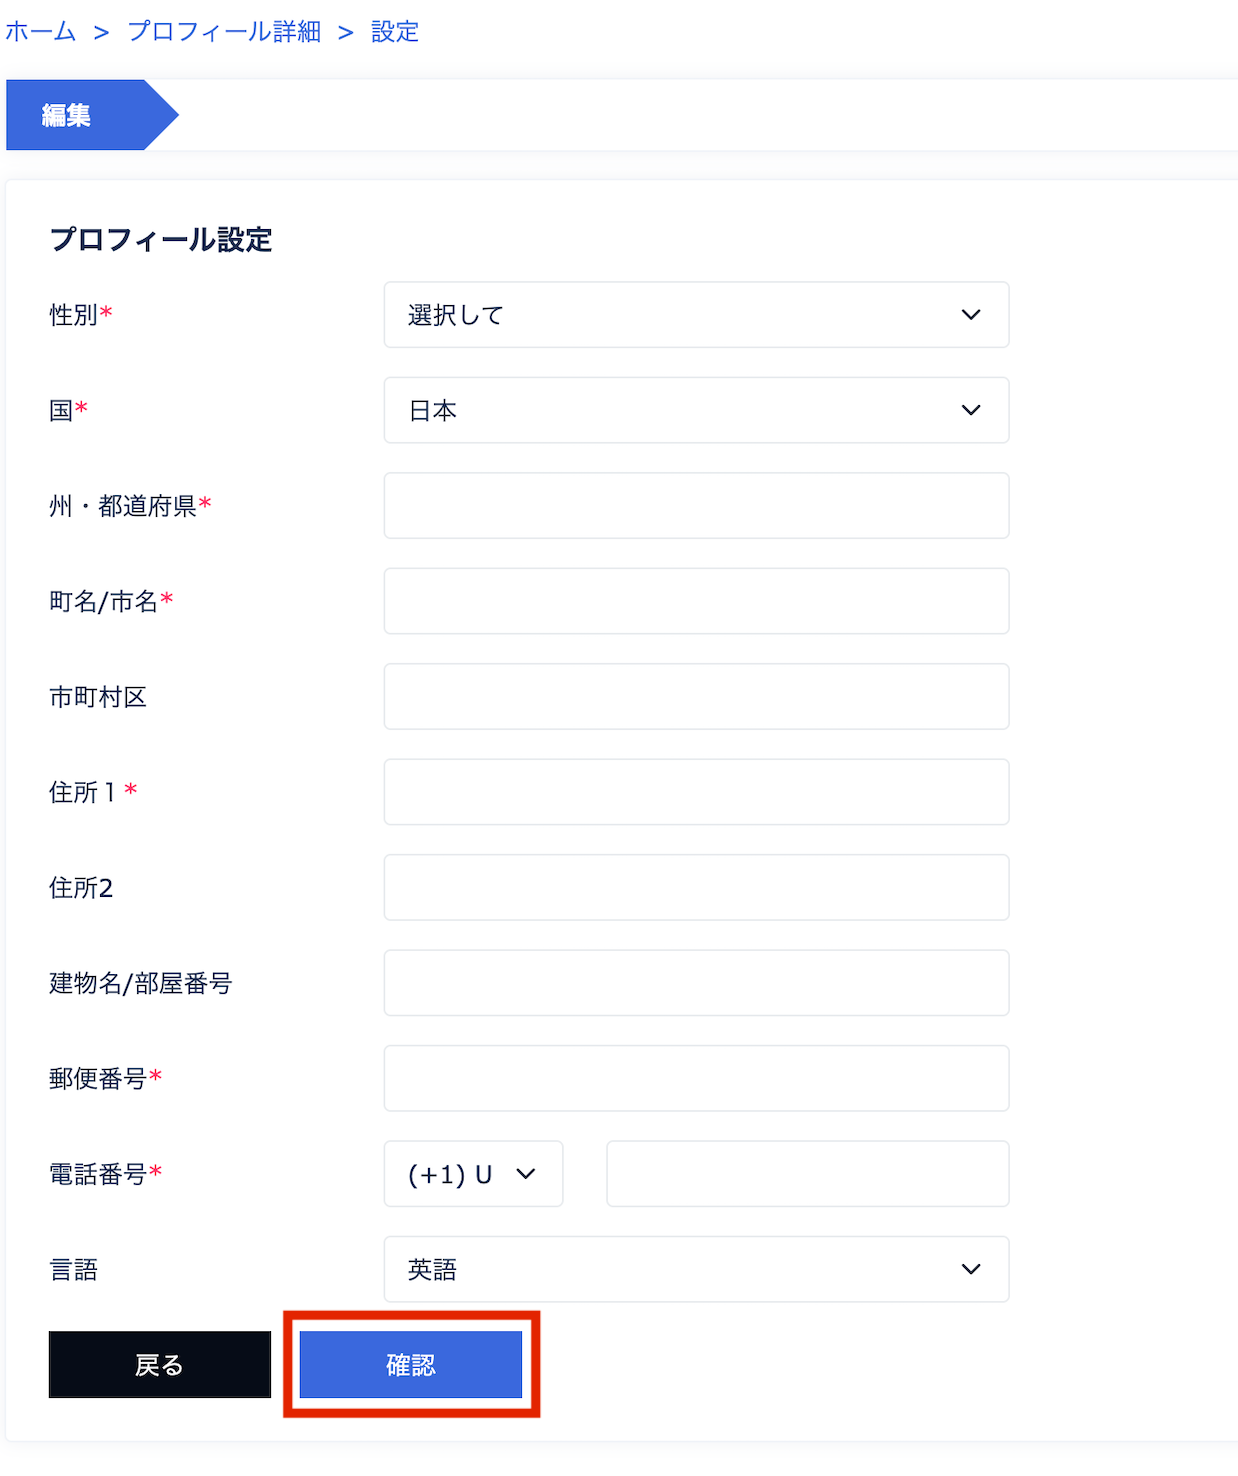 ホーム > プロフィール詳細 > 設定
編集
プロフィール設定
性別* 選択して
国* 日本
州・都道府県*
町名/市名*
市町村区
住所１*
住所2
建物名/部屋番号
郵便番号*
電話番号* (+1) U
言語 英語
戻る 確認